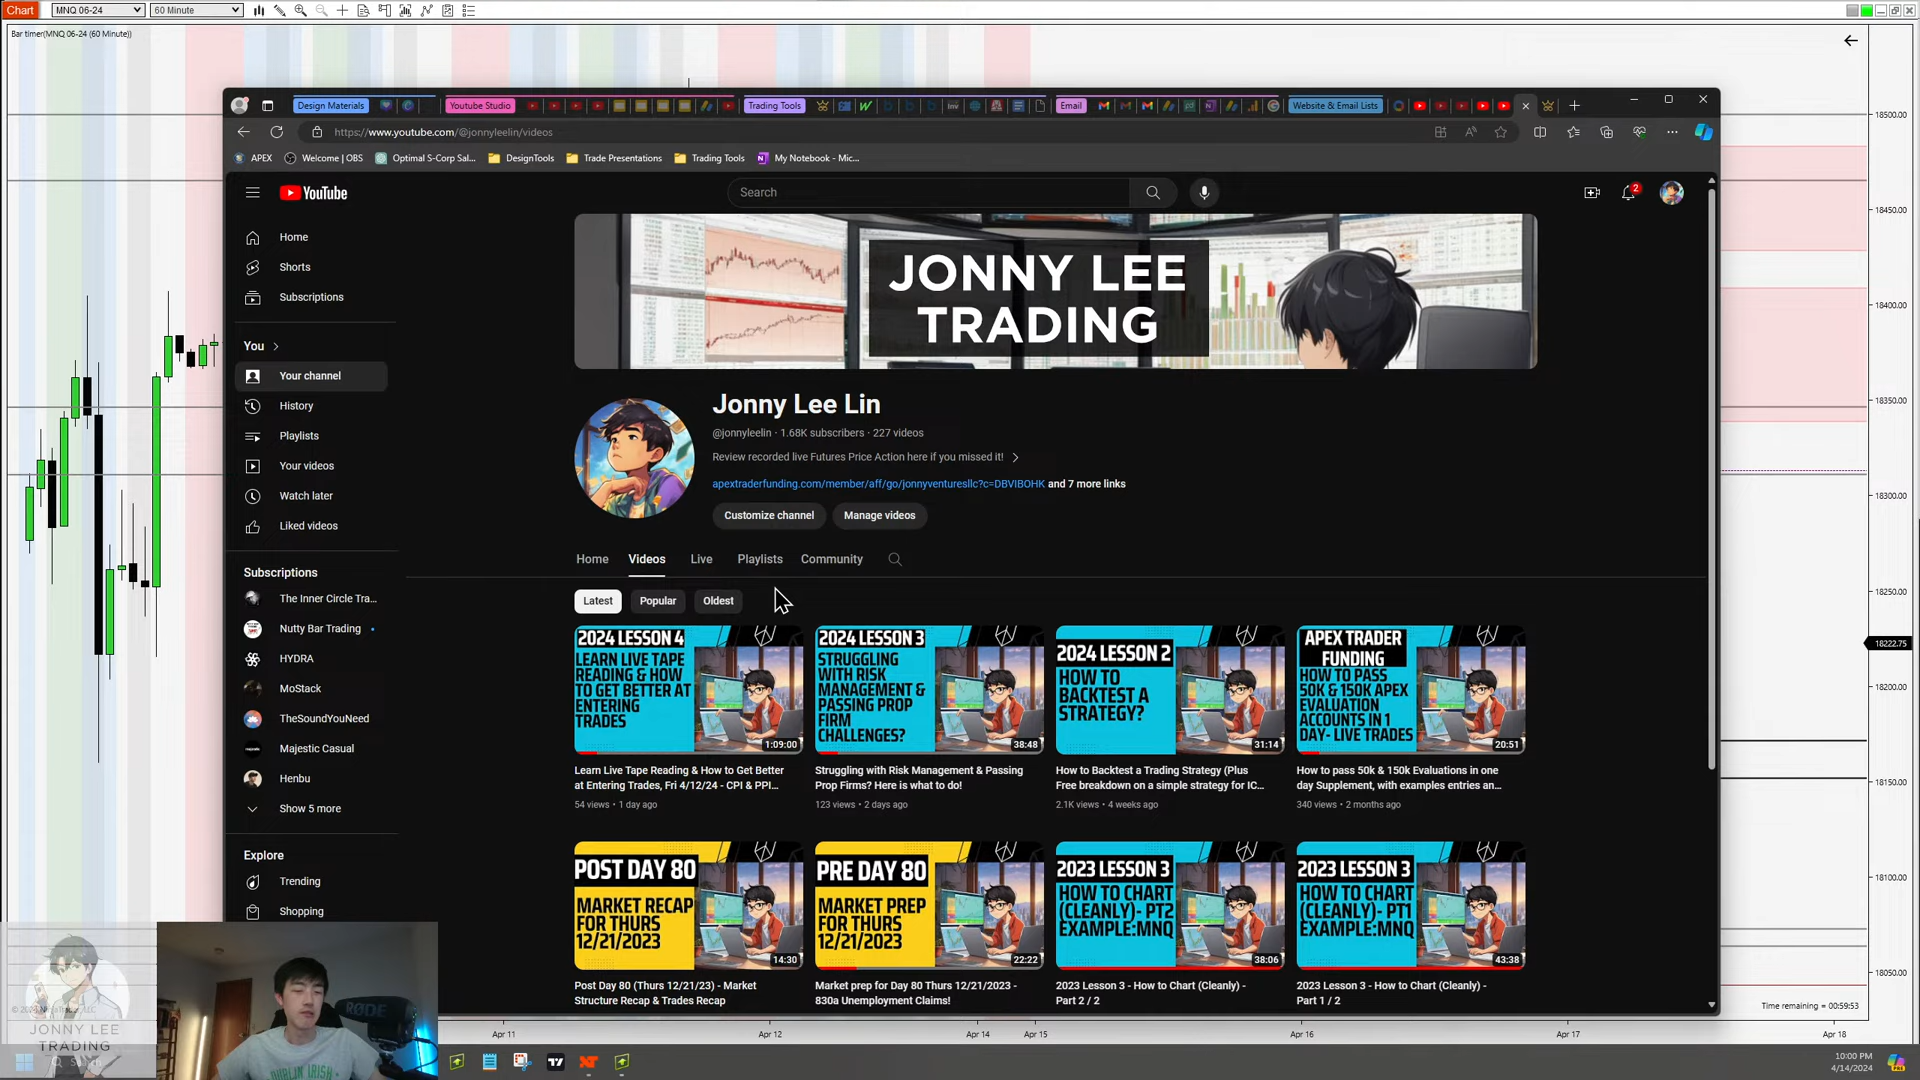 Chart
MNQ 06-24
60 Minute
Bar timer(MNQ 06-24 (60 Minute))
Design Materials
Youtube Studio
Trading Tools
Email
Website & Email Lists
https://www.youtube.com/@jonnyleelin/videos
APEX
Welcome | OBS
Optimal S-Corp Sal...
DesignTools
Trade Presentations
Trading Tools
My Notebook - Mic...
YouTube
Search
2
Home
Shorts
Subscriptions
You
Your channel
History
Playlists
Your videos
Watch later
Liked videos
Subscriptions
The Inner Circle Tra...
Nutty Bar Trading
HYDRA
MoStack
TheSoundYouNeed
Majestic Casual
Henbu
Show 5 more
Explore
Trending
Shopping
JONNY LEE
TRADING
Jonny Lee Lin
@jonnyleelin · 1.68K subscribers · 227 videos
Review recorded live Futures Price Action here if you missed it!
apextraderfunding.com/member/aff/go/jonnyventuresllc?c=DBVIBOHK and 7 more links
Customize channel
Manage videos
Home
Videos
Live
Playlists
Community
Latest
Popular
Oldest
2024 LESSON 4
LEARN LIVE TAPE
READING & HOW
TO GET BETTER AT
ENTERING
TRADES
1:09:00
Learn Live Tape Reading & How to Get Better
at Entering Trades, Fri 4/12/24 - CPI & PPI...
54 views · 1 day ago
2024 LESSON 3
STRUGGLING
WITH RISK
MANAGEMENT &
PASSING PROP
FIRM
CHALLENGES?
38:48
Struggling with Risk Management & Passing
Prop Firms? Here is what to do!
123 views · 2 days ago
2024 LESSON 2
HOW TO
BACKTEST A
STRATEGY?
31:14
How to Backtest a Trading Strategy (Plus
Free breakdown on a simple strategy for IC...
2.1K views · 4 weeks ago
APEX TRADER
FUNDING
HOW TO PASS
50K & 150K APEX
EVALUATION
ACCOUNTS IN 1
DAY- LIVE TRADES
20:51
How to pass 50k & 150k Evaluations in one
day Supplement, with examples entries an...
340 views · 2 months ago
POST DAY 80
MARKET RECAP
FOR THURS
12/21/2023
14:30
Post Day 80 (Thurs 12/21/23) - Market
Structure Recap & Trades Recap
PRE DAY 80
MARKET PREP
FOR THURS
12/21/2023
22:22
Market prep for Day 80 Thurs 12/21/2023 -
830a Unemployment Claims!
2023 LESSON 3
HOW TO CHART
(CLEANLY)- PT2
EXAMPLE:MNQ
38:06
2023 Lesson 3 - How to Chart (Cleanly) -
Part 2 / 2
2023 LESSON 3
HOW TO CHART
(CLEANLY)- PT1
EXAMPLE:MNQ
43:38
2023 Lesson 3 - How to Chart (Cleanly) -
Part 1 / 2
18500.00
18450.00
18400.00
18350.00
18300.00
18250.00
18222.75
18200.00
18150.00
18100.00
18050.00
Time remaining = 00:59:53
Apr 11
Apr 12
Apr 14
Apr 15
Apr 16
Apr 17
Apr 18
JONNY LEE
TRADING
RØDE
DUBLIN IRISH
10:00 PM
4/14/2024